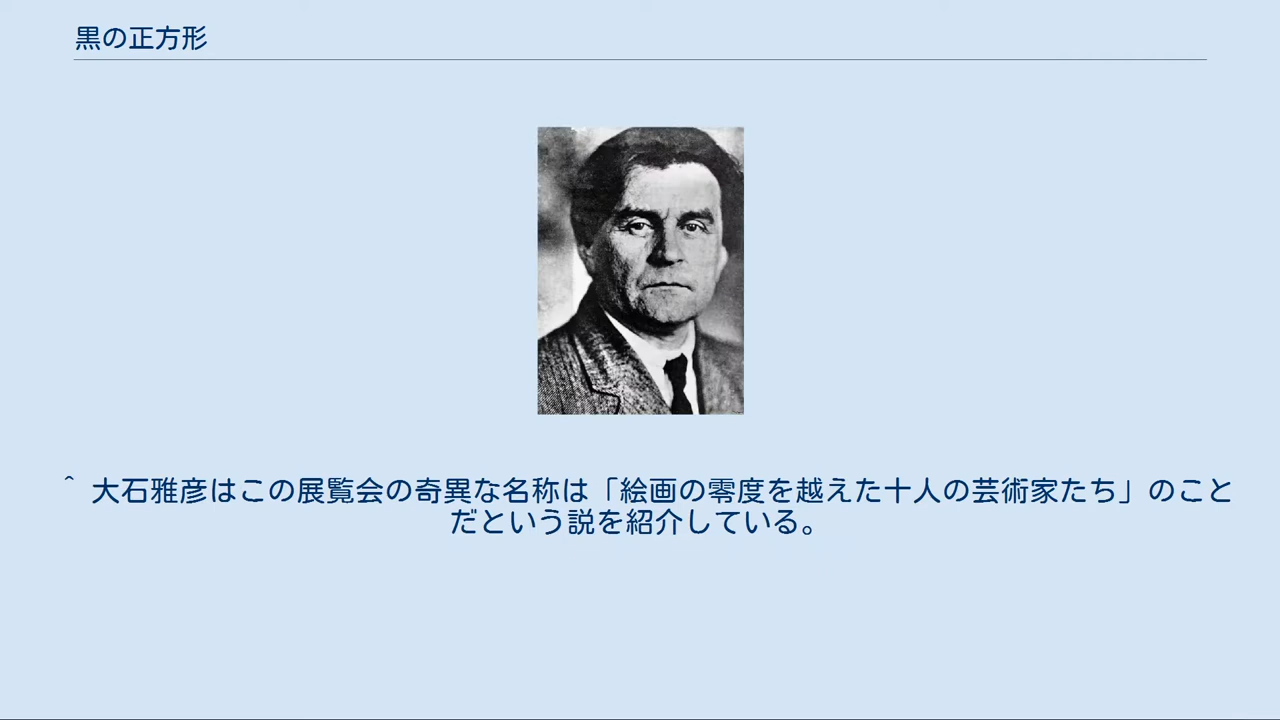 黒の正方形
^ 大石雅彦はこの展覧会の奇異な名称は「絵画の零度を越えた十人の芸術家たち」のこと
だという説を紹介している。